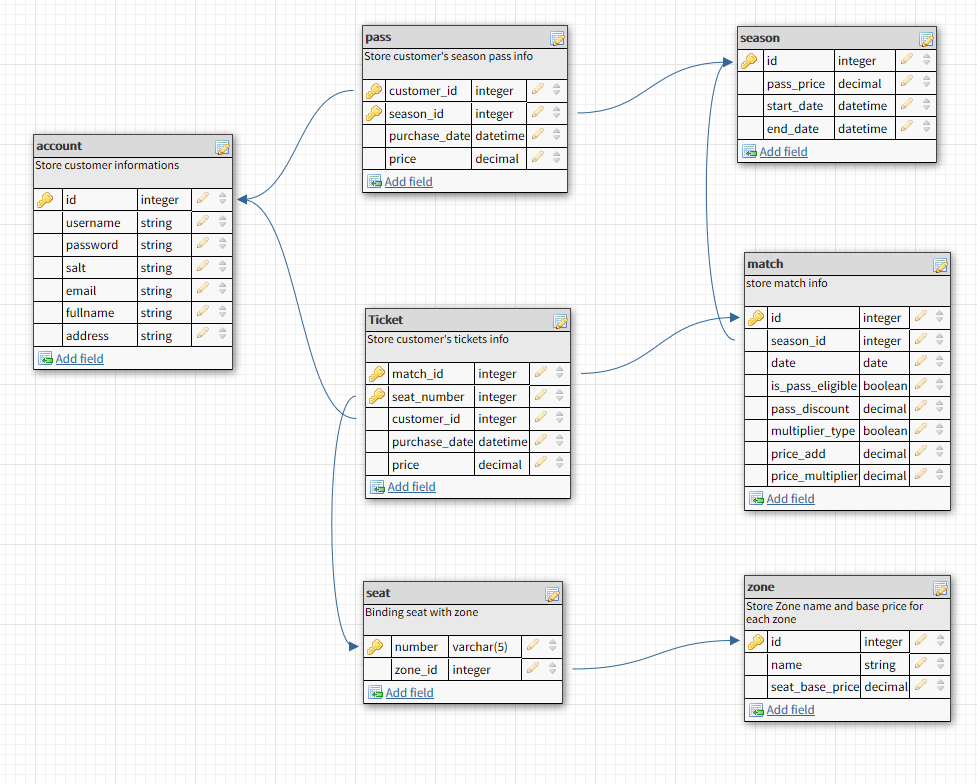 pass
Store customer's season pass info
customer_id integer
season_id integer
purchase_date datetime
price decimal
Add field
season
id integer
pass_price decimal
start_date datetime
end_date datetime
Add field
account
Store customer informations
id integer
username string
password string
salt string
email string
fullname string
address string
Add field
match
store match info
id integer
season_id integer
date date
is_pass_eligible boolean
pass_discount decimal
multiplier_type boolean
price_add decimal
price_multiplier decimal
Add field
Ticket
Store customer's tickets info
match_id integer
seat_number integer
customer_id integer
purchase_date datetime
price decimal
Add field
seat
Binding seat with zone
number varchar(5)
zone_id integer
Add field
zone
Store Zone name and base price for
each zone
id integer
name string
seat_base_price decimal
Add field